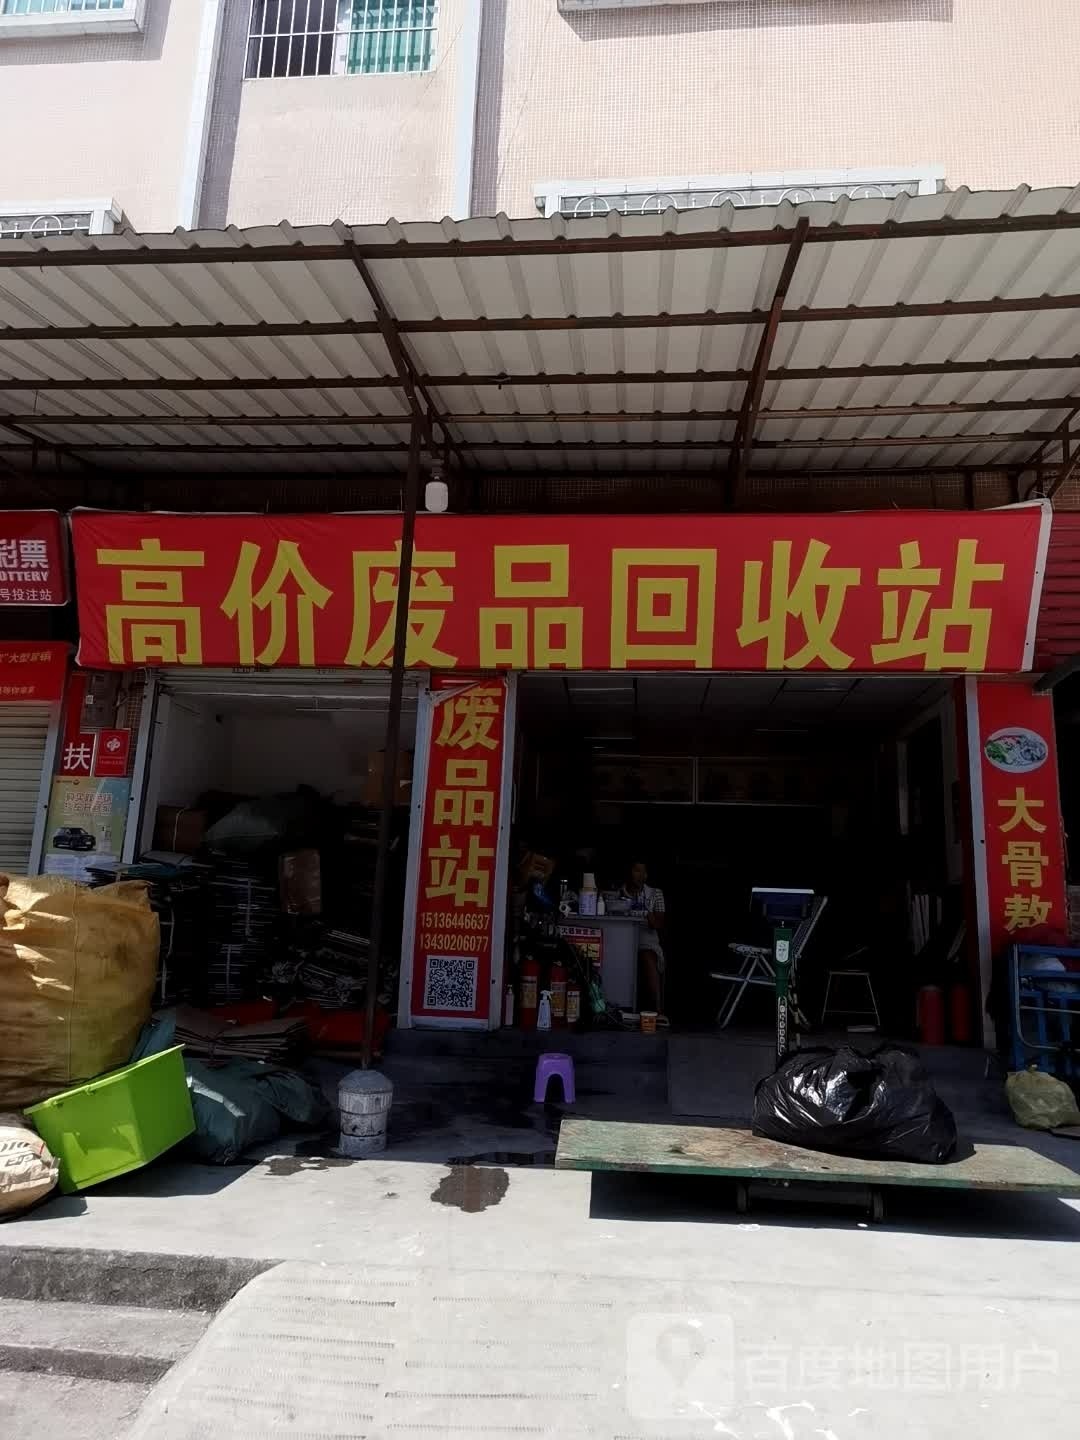 彩票
OTTERY
号投注站
高价废品回收站
扶
废品站
15136446637
13430206077
大骨熬
百度地图用户